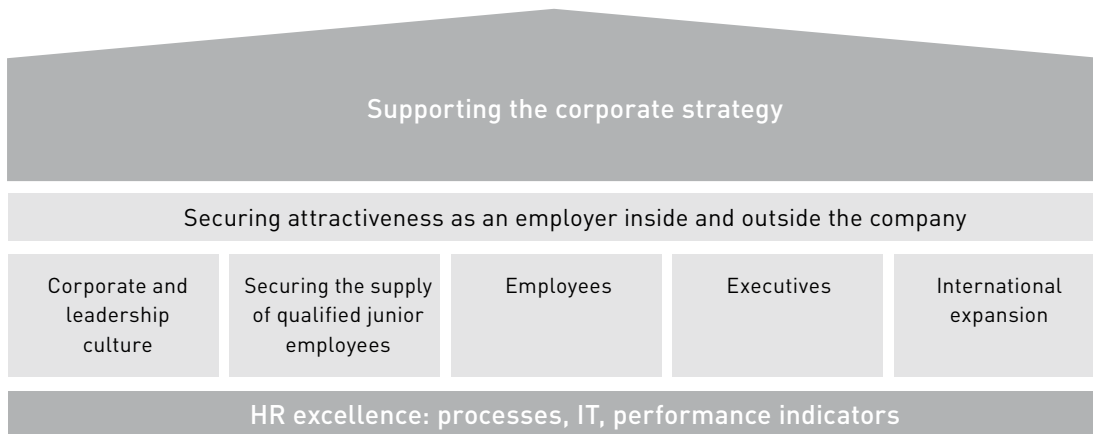 Supporting the corporate strategy
Securing attractiveness as an employer inside and outside the company
Corporate and
leadership
culture
Securing the supply
of qualified junior
employees
Employees
Executives
International
expansion
HR excellence: processes, IT, performance indicators